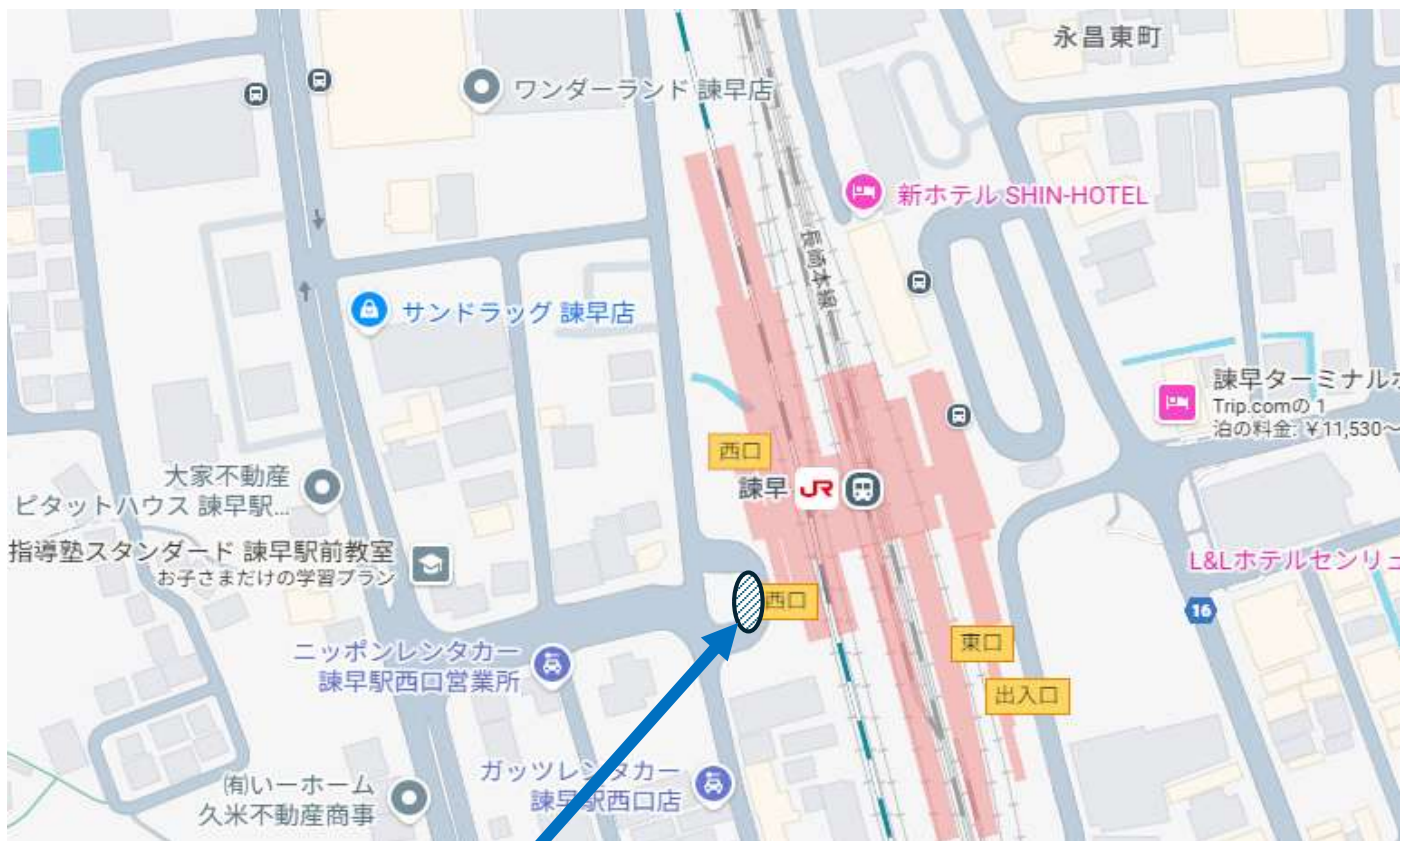 永昌東町
ワンダーランド 諫早店
新ホテル SHIN-HOTEL
長崎本線
サンドラッグ 諫早店
諫早ターミナルホ
Trip.comの 1
泊の料金: ¥11,530~
西口
諫早 JR
大家不動産
ピタットハウス 諫早駅...
指導塾スタンダード 諫早駅前教室
お子さまだけの学習プラン
L&Lホテルセンリュ
西口
16
東口
ニッポンレンタカー
諫早駅西口営業所
出入口
ガッツレンタカー
諫早駅西口店
㈲いーホーム
久米不動産商事